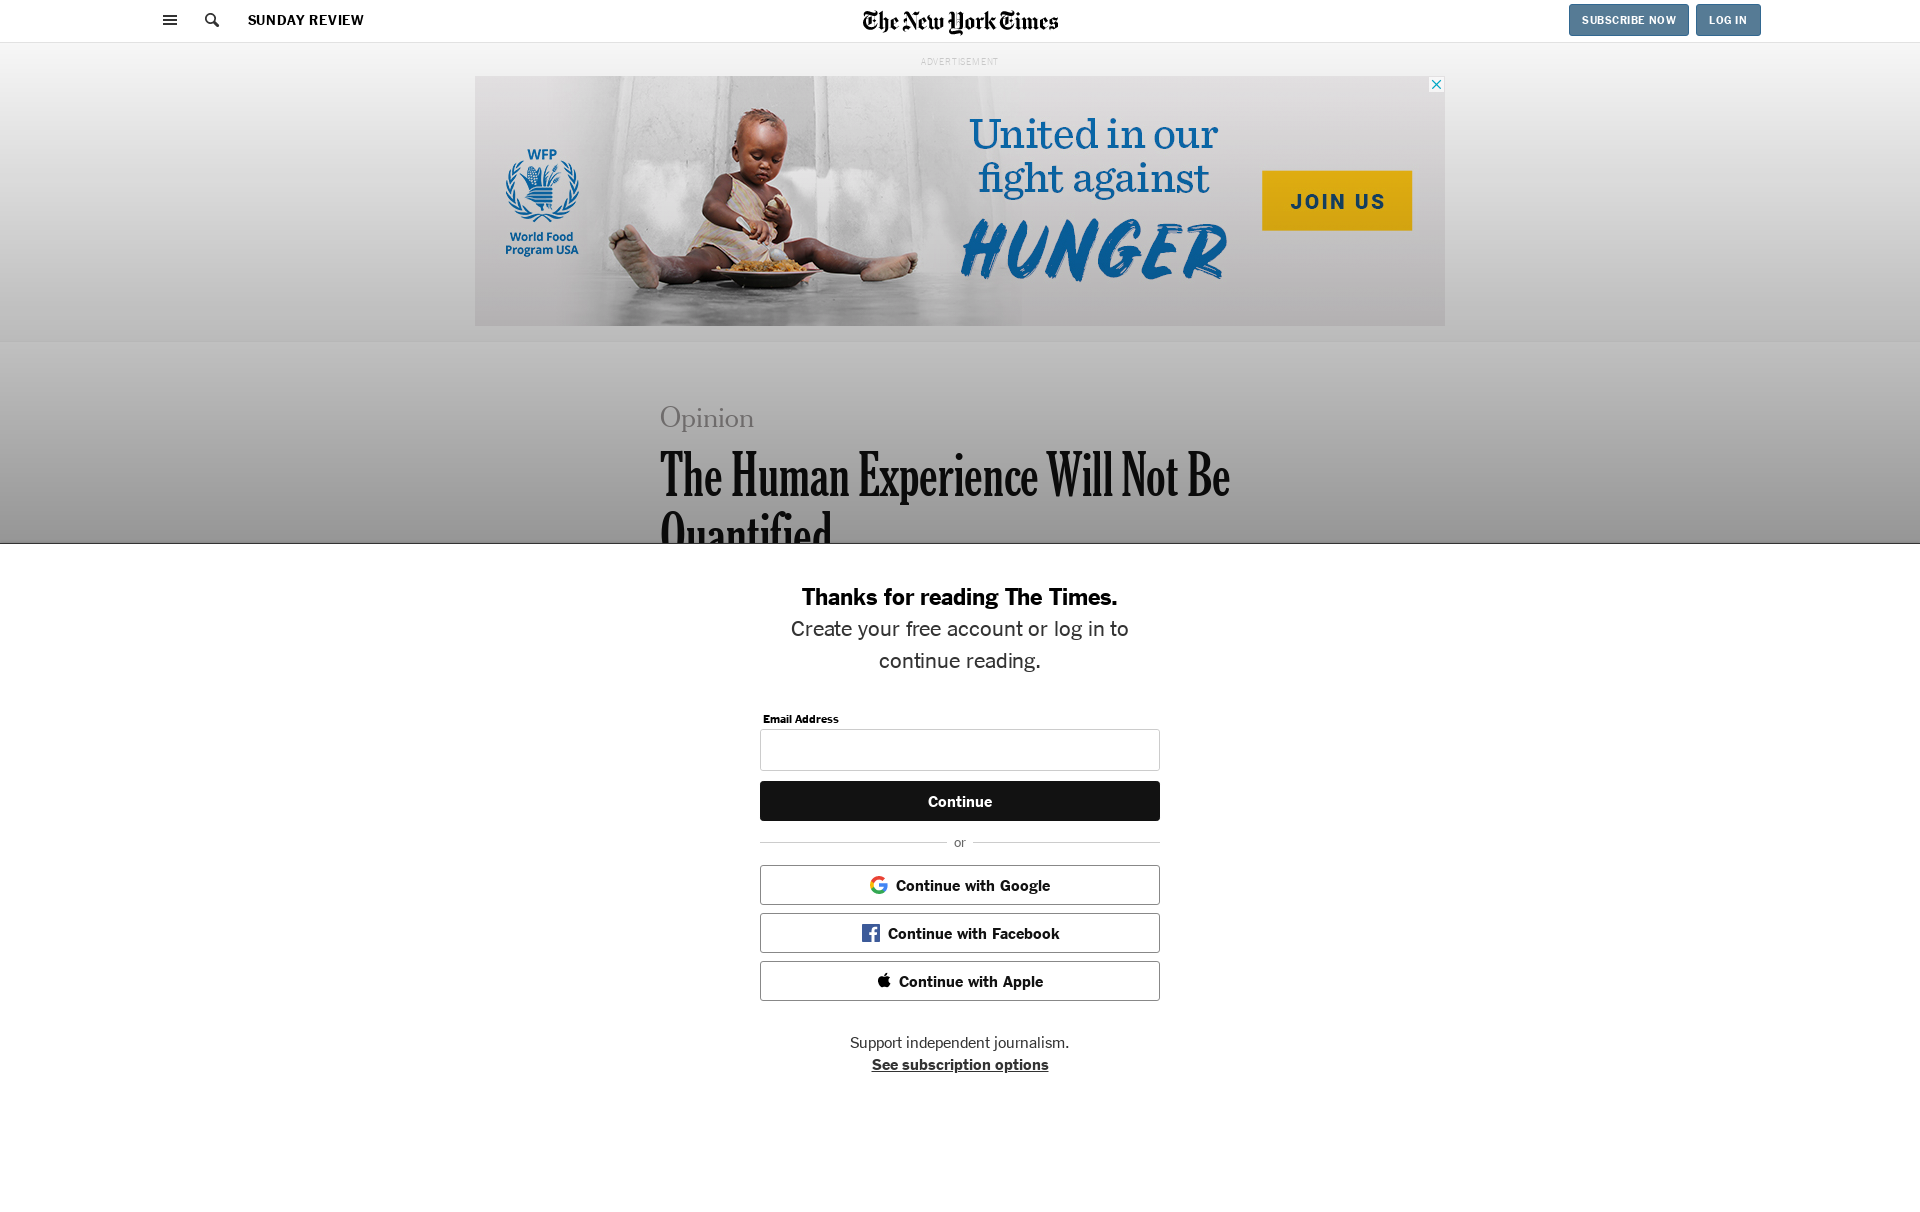 SUNDAY REVIEW
The New York Times
SUBSCRIBE NOW
LOG IN
ADVERTISEMENT
WFP
World Food
Program USA
United in our
fight against
HUNGER
JOIN US
Opinion
The Human Experience Will Not Be
Quantified
Thanks for reading The Times.
Create your free account or log in to
continue reading.
Email Address
Continue
or
Continue with Google
Continue with Facebook
Continue with Apple
Support independent journalism.
See subscription options